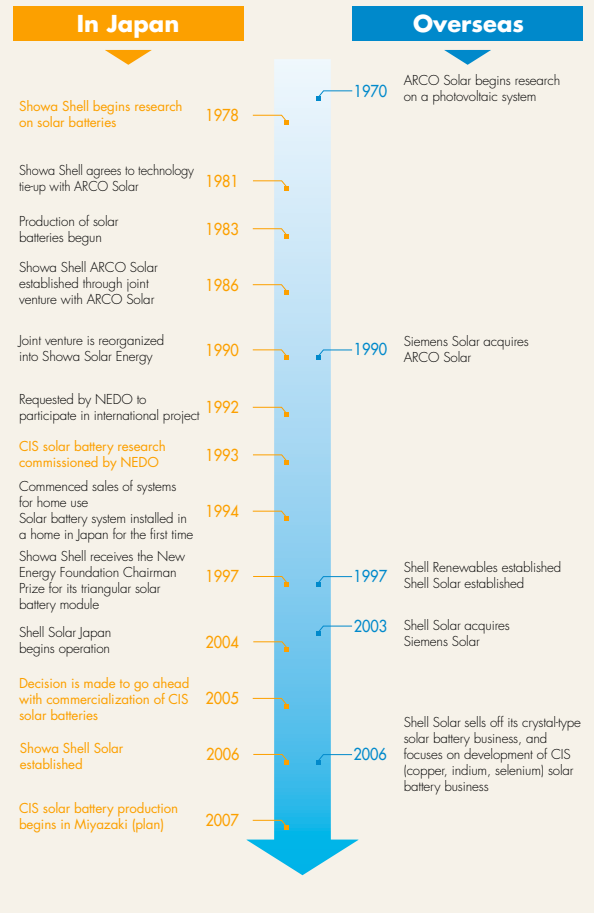 In Japan
Showa Shell begins research
on solar batteries
1978
Showa Shell agrees to technology
tie-up with ARCO Solar
1981
Production of solar
batteries begun
1983
Showa Shell ARCO Solar
established through joint
venture with ARCO Solar
1986
Joint venture is reorganized
into Showa Solar Energy
1990
Requested by NEDO to
participate in international project
1992
CIS solar battery research
commissioned by NEDO
1993
Commenced sales of systems
for home use
Solar battery system installed in
a home in Japan for the first time
1994
Showa Shell receives the New
Energy Foundation Chairman
Prize for its triangular solar
battery module
1997
Shell Solar Japan
begins operation
2004
Decision is made to go ahead
with commercialization of CIS
solar batteries
2005
Showa Shell Solar
established
2006
CIS solar battery production
begins in Miyazaki (plan)
2007
Overseas
1970
ARCO Solar begins research
on a photovoltaic system
1990
Siemens Solar acquires
ARCO Solar
1997
Shell Renewables established
Shell Solar established
2003
Shell Solar acquires
Siemens Solar
2006
Shell Solar sells off its crystal-type
solar battery business, and
focuses on development of CIS
(copper, indium, selenium) solar
battery business